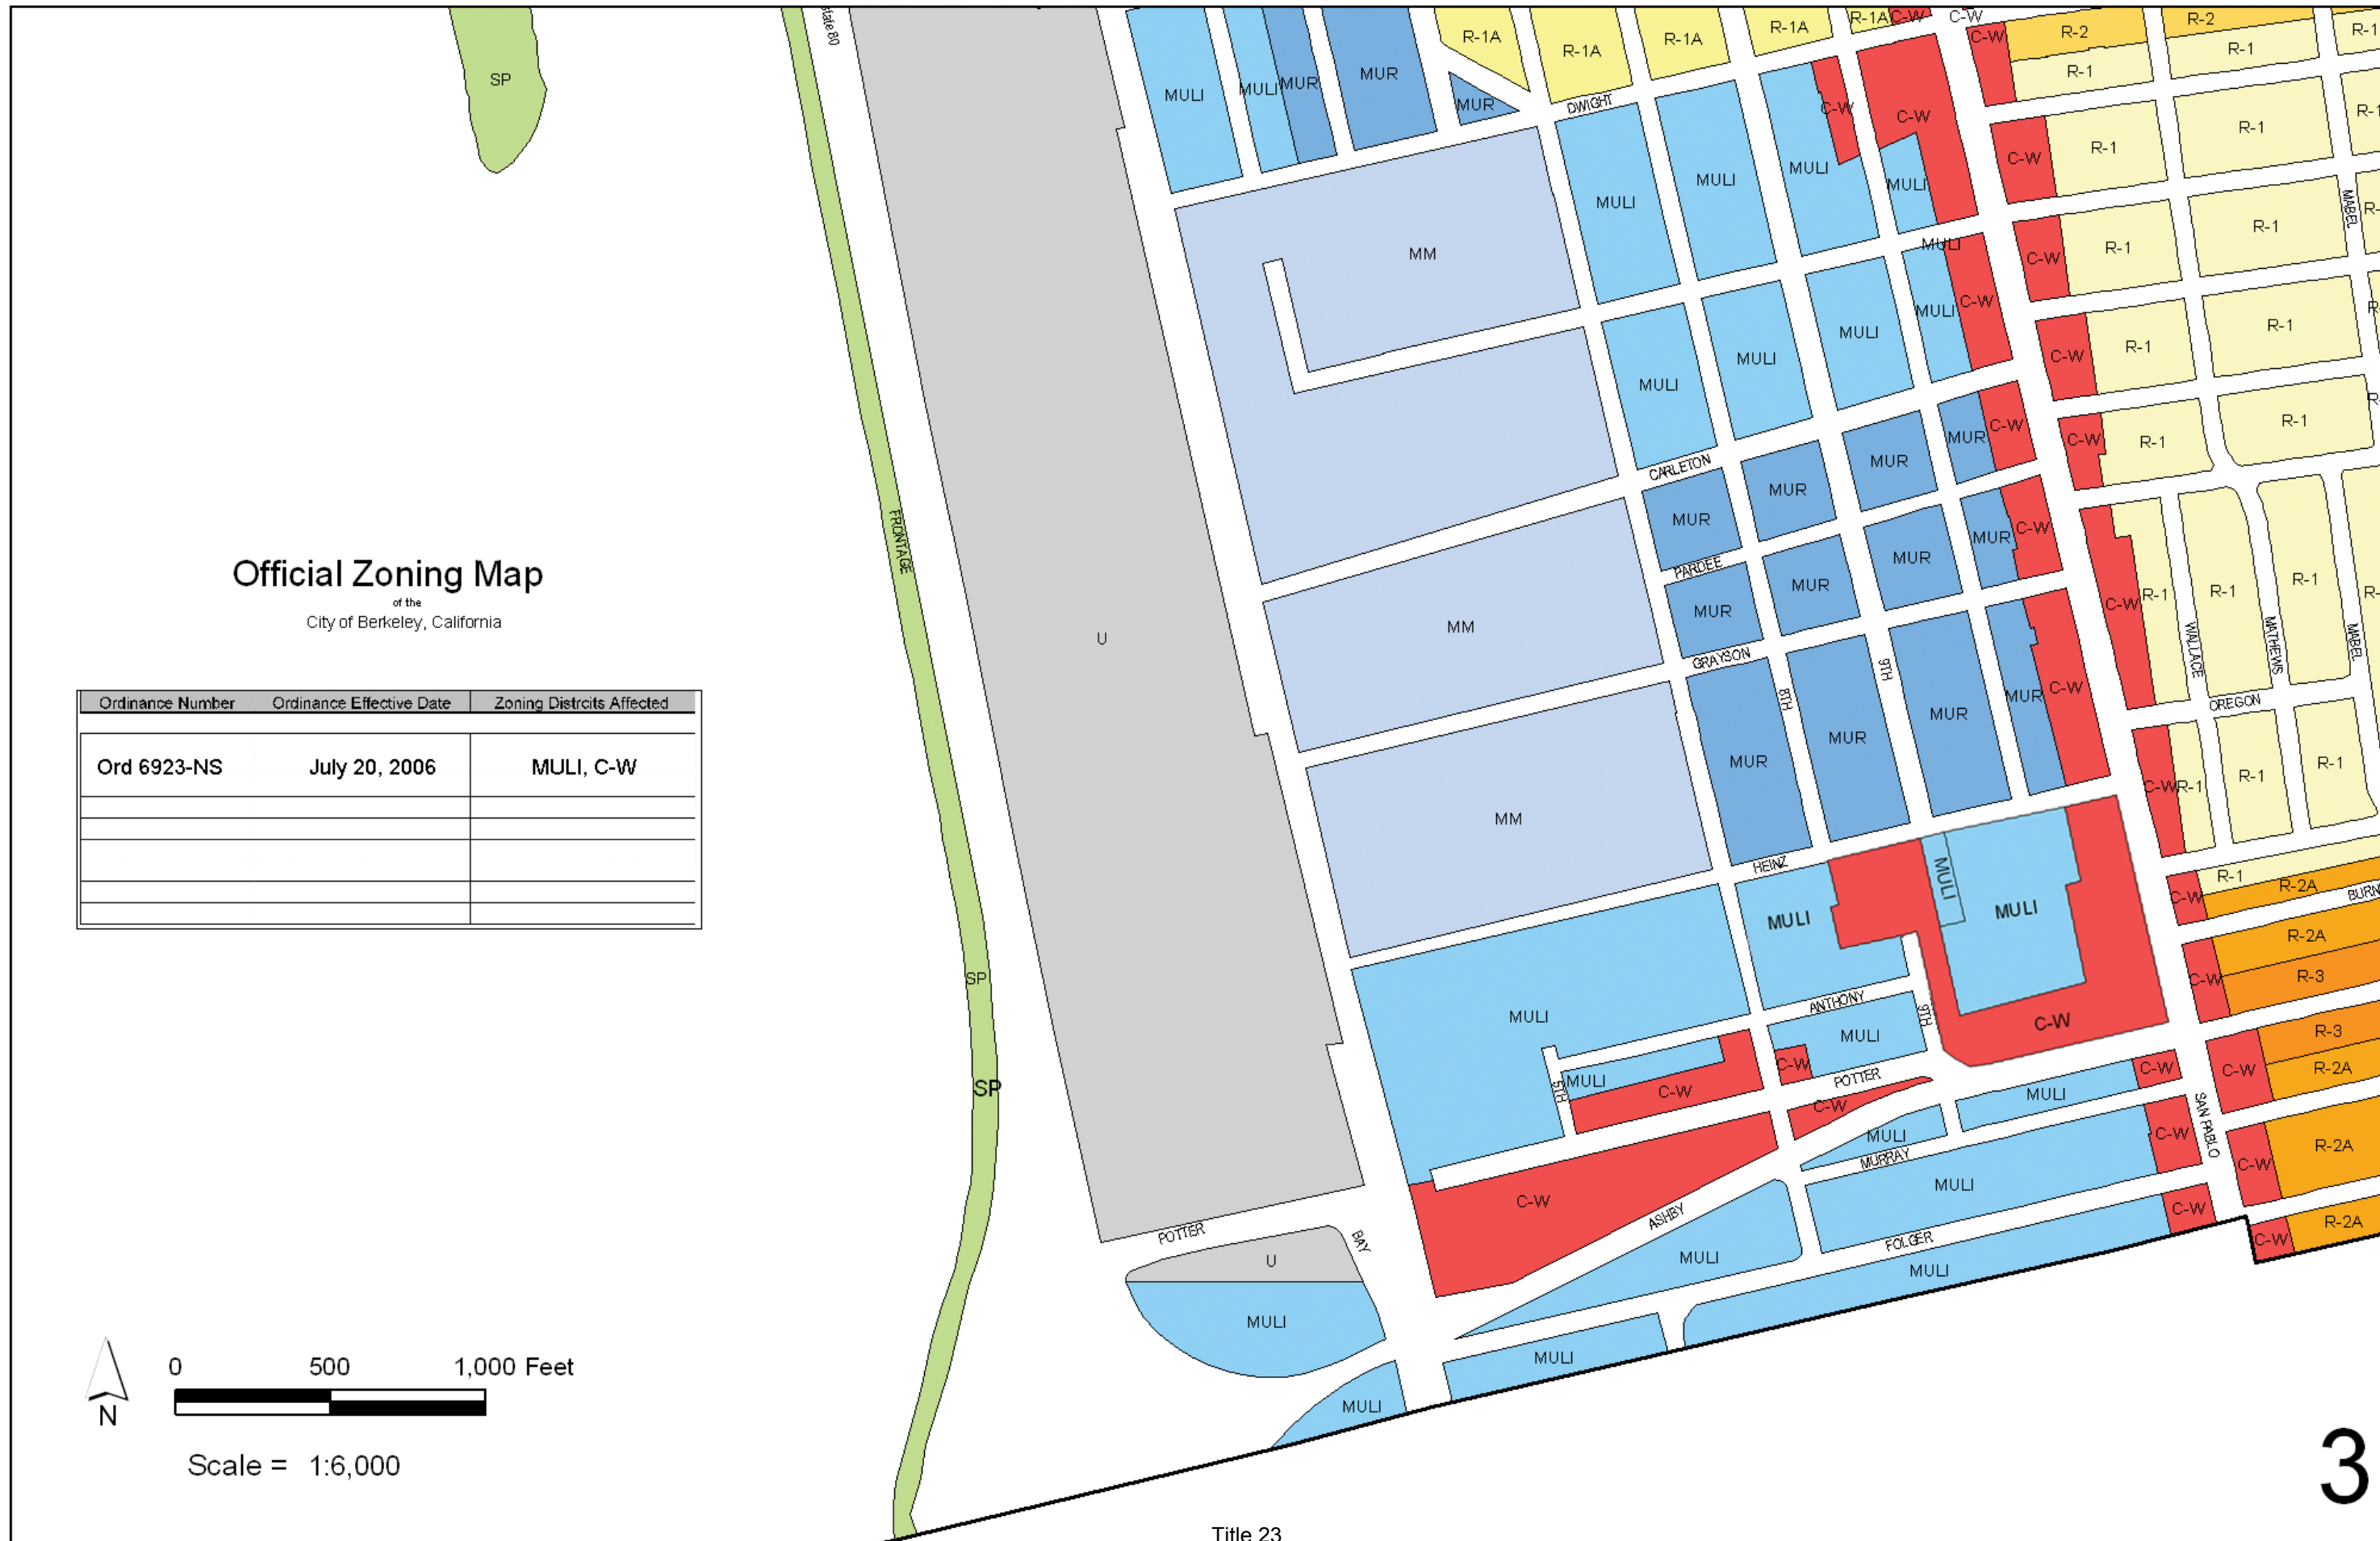 Official Zoning Map
of the
City of Berkeley, California
Ordinance Number Ordinance Effective Date Zoning Distrcits Affected
Ord 6923-NS July 20, 2006 MULI, C-W
0 500 1,000 Feet
N
Scale = 1:6,000
3
Title 23
SP
tate 80
FRONTAGE
SP
SP
U
U
POTTER
BAY
MULI
MULI
MULI
MULI
MULI
MUR
MUR
MUR
R-1A
R-1A
R-1A
R-1A
R-1A
C-W
C-W
C-W
R-2
R-2
R-1
R-1
R-1
DWIGHT
MM
MULI
MULI
MULI
C-W
C-W
MULI
MULI
C-W
R-1
R-1
R-1
MABEL
C-W
R-1
R-1
R-
MULI
MULI
MULI
MULI
C-W
C-W
R-1
R-1
R
CARLETON
MUR
MUR
MUR
MUR
C-W
C-W
R-1
R-1
R
PARDEE
MM
MUR
MUR
MUR
MUR
C-W
C-W
R-1
R-1
R-1
R-
WALLACE
MATHEWS
MABEL
GRAYSON
8TH
9TH
MM
MUR
MUR
MUR
MUR
C-W
OREGON
C-W
R-1
R-1
R-1
HEINZ
MULI
MULI
MULI
C-W
C-W
R-1
R-2A
BURN
C-W
R-2A
R-3
MULI
ANTHONY
9TH
MULI
C-W
5TH
MULI
C-W
POTTER
C-W
C-W
MULI
C-W
C-W
R-3
R-2A
MULI
MURRAY
C-W
SAN PABLO
C-W
R-2A
C-W
ASHBY
MULI
C-W
MULI
FOLGER
MULI
C-W
R-2A
MULI